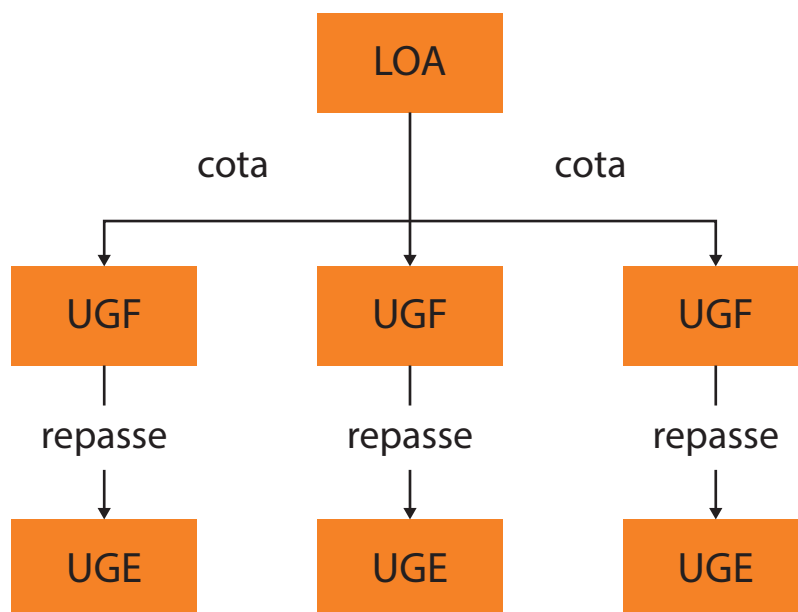 LOA
cota cota
UGF UGF UGF
repasse repasse repasse
UGE UGE UGE